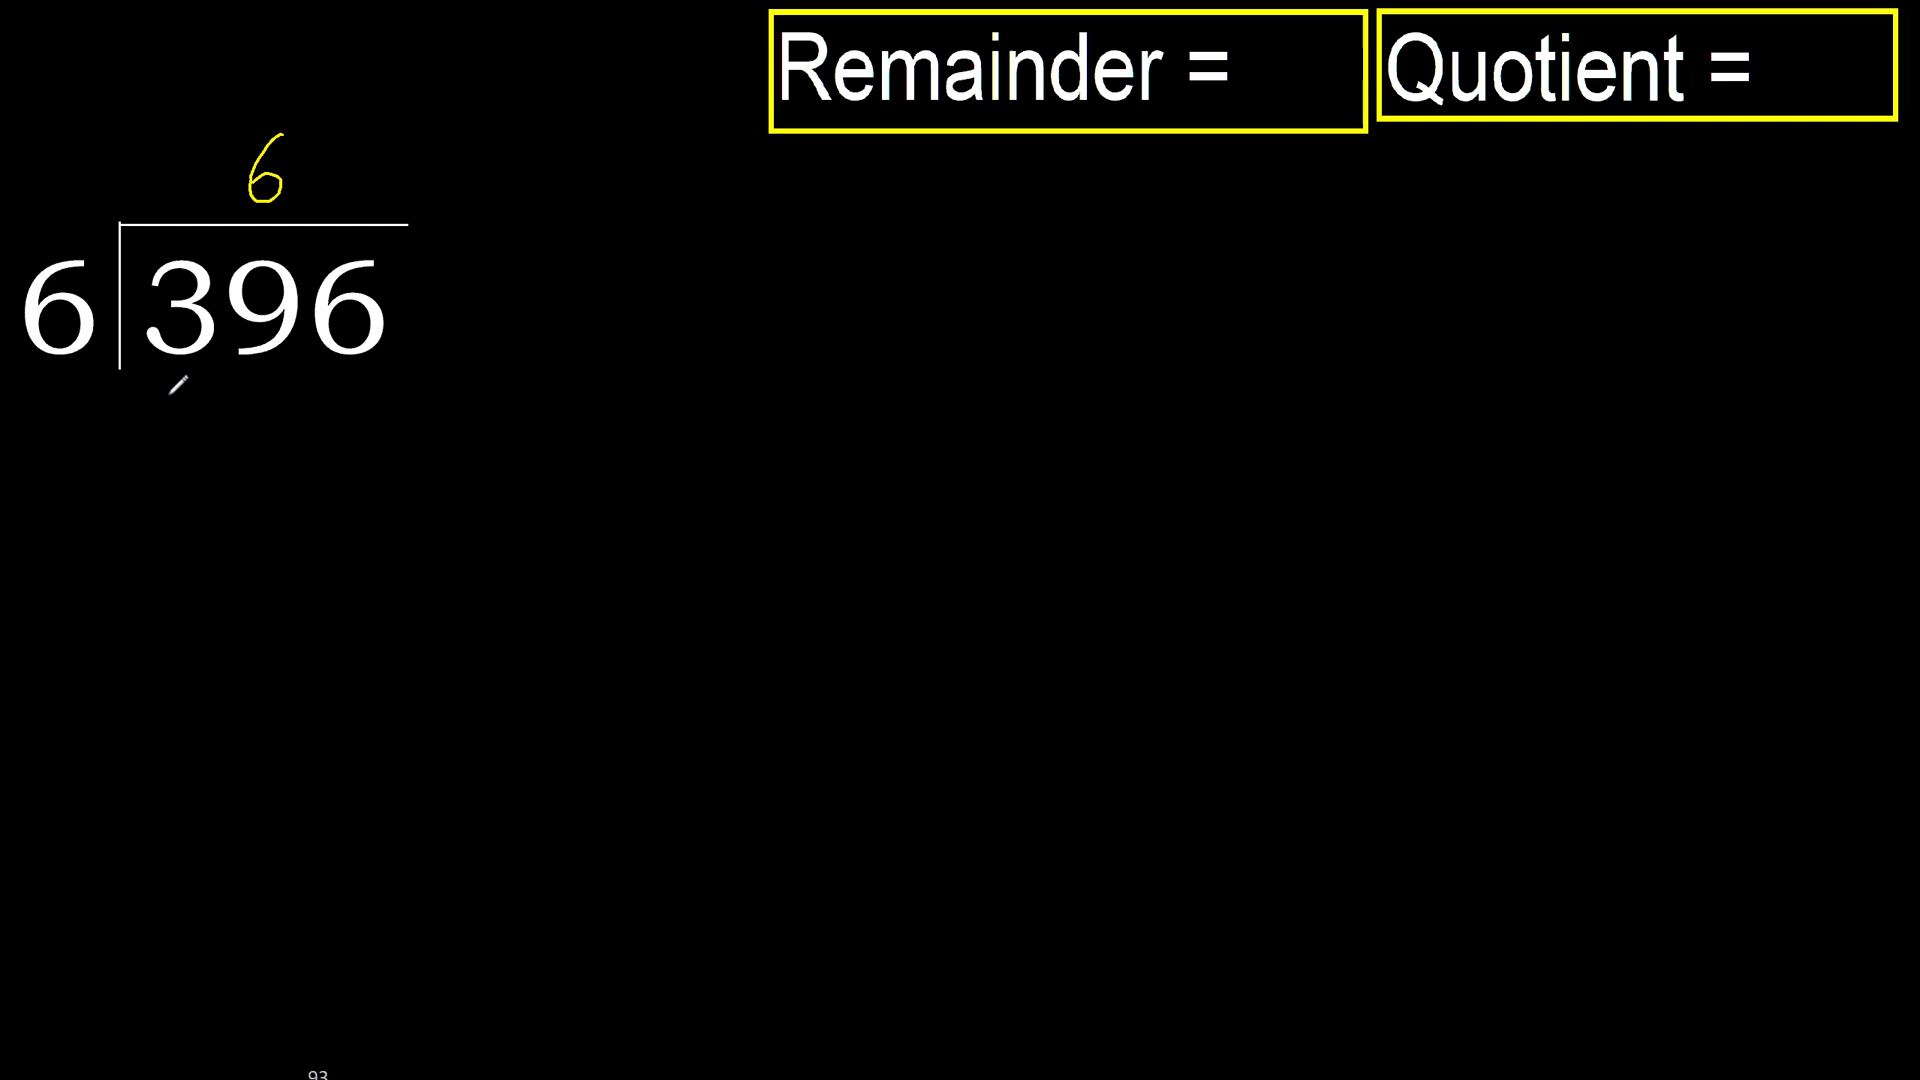 Remainder =
Quotient =
6
6 396
93